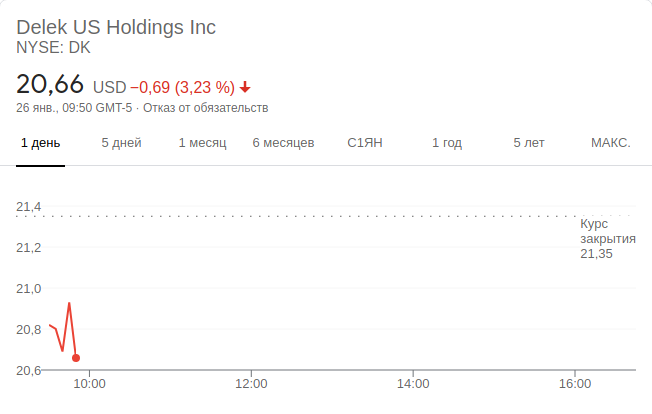 Delek US Holdings Inc
NYSE: DK
20,66 USD −0,69 (3,23 %)
26 янв., 09:50 GMT-5 · Отказ от обязательств
1 день 5 дней 1 месяц 6 месяцев С1ЯН 1 год 5 лет МАКС.
21,4
Курс
закрытия
21,35
21,2
21,0
20,8
20,6
10:00 12:00 14:00 16:00